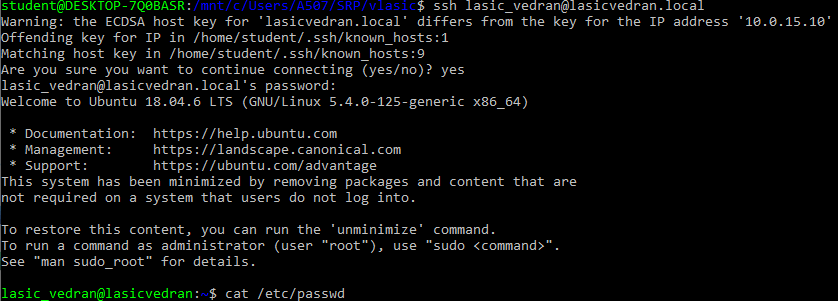 student@DESKTOP-7Q0BASR:/mnt/c/Users/A507/SRP/vlasic$ ssh lasic_vedran@lasicvedran.local
Warning: the ECDSA host key for 'lasicvedran.local' differs from the key for the IP address '10.0.15.10'
Offending key for IP in /home/student/.ssh/known_hosts:1
Matching host key in /home/student/.ssh/known_hosts:9
Are you sure you want to continue connecting (yes/no)? yes
lasic_vedran@lasicvedran.local's password:
Welcome to Ubuntu 18.04.6 LTS (GNU/Linux 5.4.0-125-generic x86_64)
* Documentation:  https://help.ubuntu.com
* Management:     https://landscape.canonical.com
* Support:        https://ubuntu.com/advantage
This system has been minimized by removing packages and content that are
not required on a system that users do not log into.
To restore this content, you can run the 'unminimize' command.
To run a command as administrator (user "root"), use "sudo <command>".
See "man sudo_root" for details.
lasic_vedran@lasicvedran:~$ cat /etc/passwd